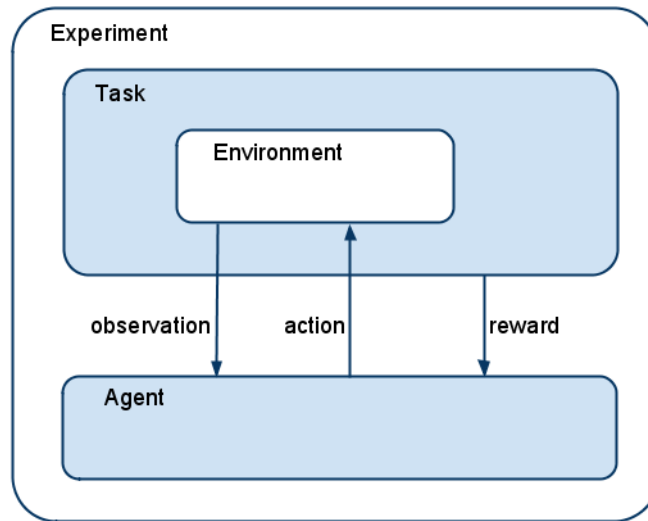 Experiment
Task
Environment
observation
action
reward
Agent